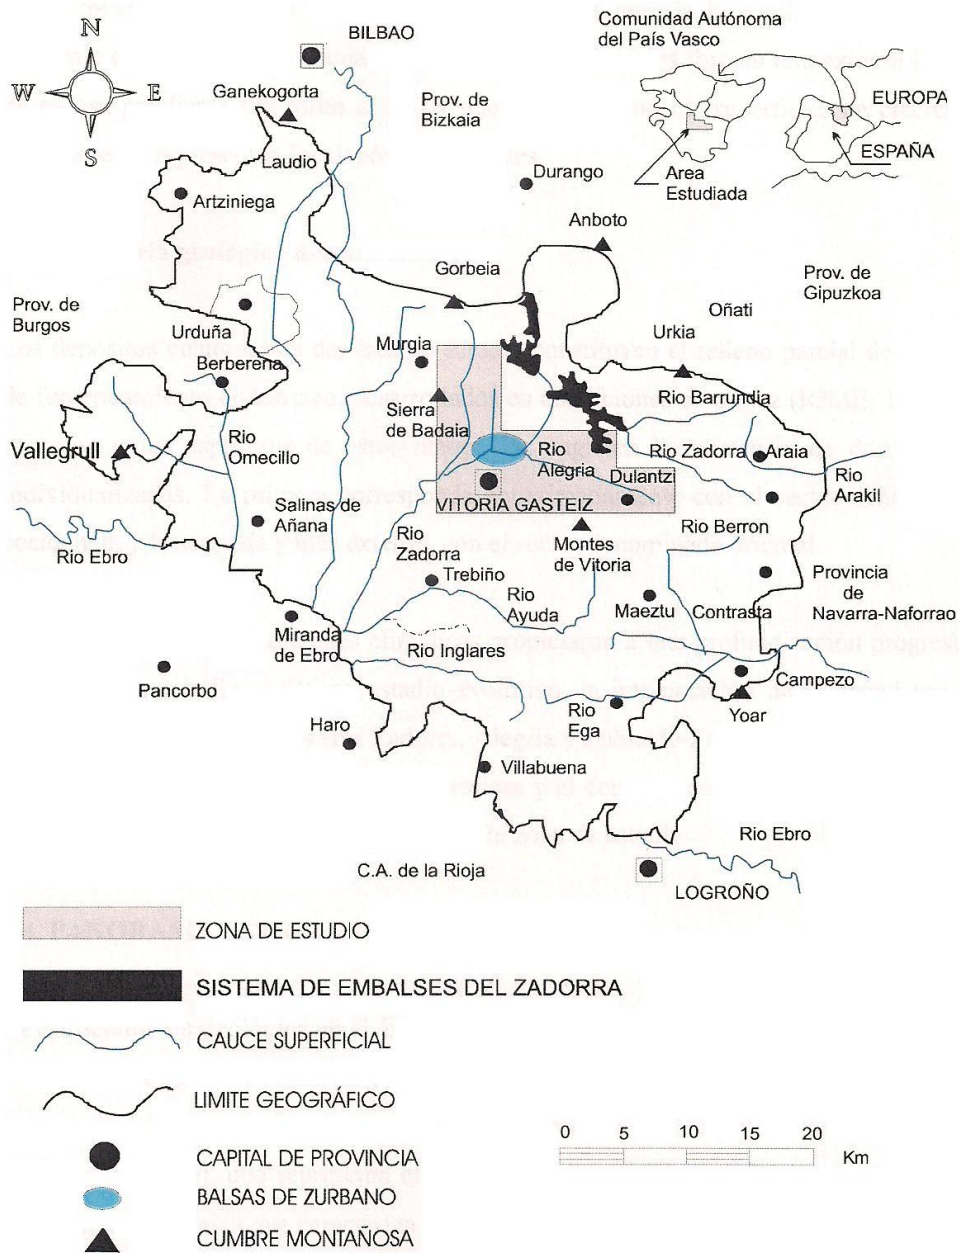 N
W
E
S
BILBAO
Ganekogorta
Prov. de
Bizkaia
Comunidad Autónoma
del País Vasco
EUROPA
ESPAÑA
Area
Estudiada
Laudio
Artziniega
Durango
Anboto
Gorbeia
Prov. de
Gipuzkoa
Prov. de
Burgos
Urduña
Oñati
Urkia
Murgia
Berberena
Rio Barrundia
Sierra
de Badaia
Vallegrull
Rio
Omecillo
Rio
Alegria
Rio Zadorra
Araia
Rio
Arakil
Dulantzi
VITORIA GASTEIZ
Salinas de
Añana
Rio Ebro
Rio
Zadorra
Montes
de Vitoria
Rio Berron
Trebiño
Rio
Ayuda
Maeztu
Contrasta
Provincia
de
Navarra-Naforrao
Miranda
de Ebro
Rio Inglares
Pancorbo
Campezo
Yoar
Haro
Rio
Ega
Villabuena
Rio Ebro
C.A. de la Rioja
LOGROÑO
ZONA DE ESTUDIO
SISTEMA DE EMBALSES DEL ZADORRA
CAUCE SUPERFICIAL
LIMITE GEOGRÁFICO
CAPITAL DE PROVINCIA
BALSAS DE ZURBANO
CUMBRE MONTAÑOSA
0 5 10 15 20
Km